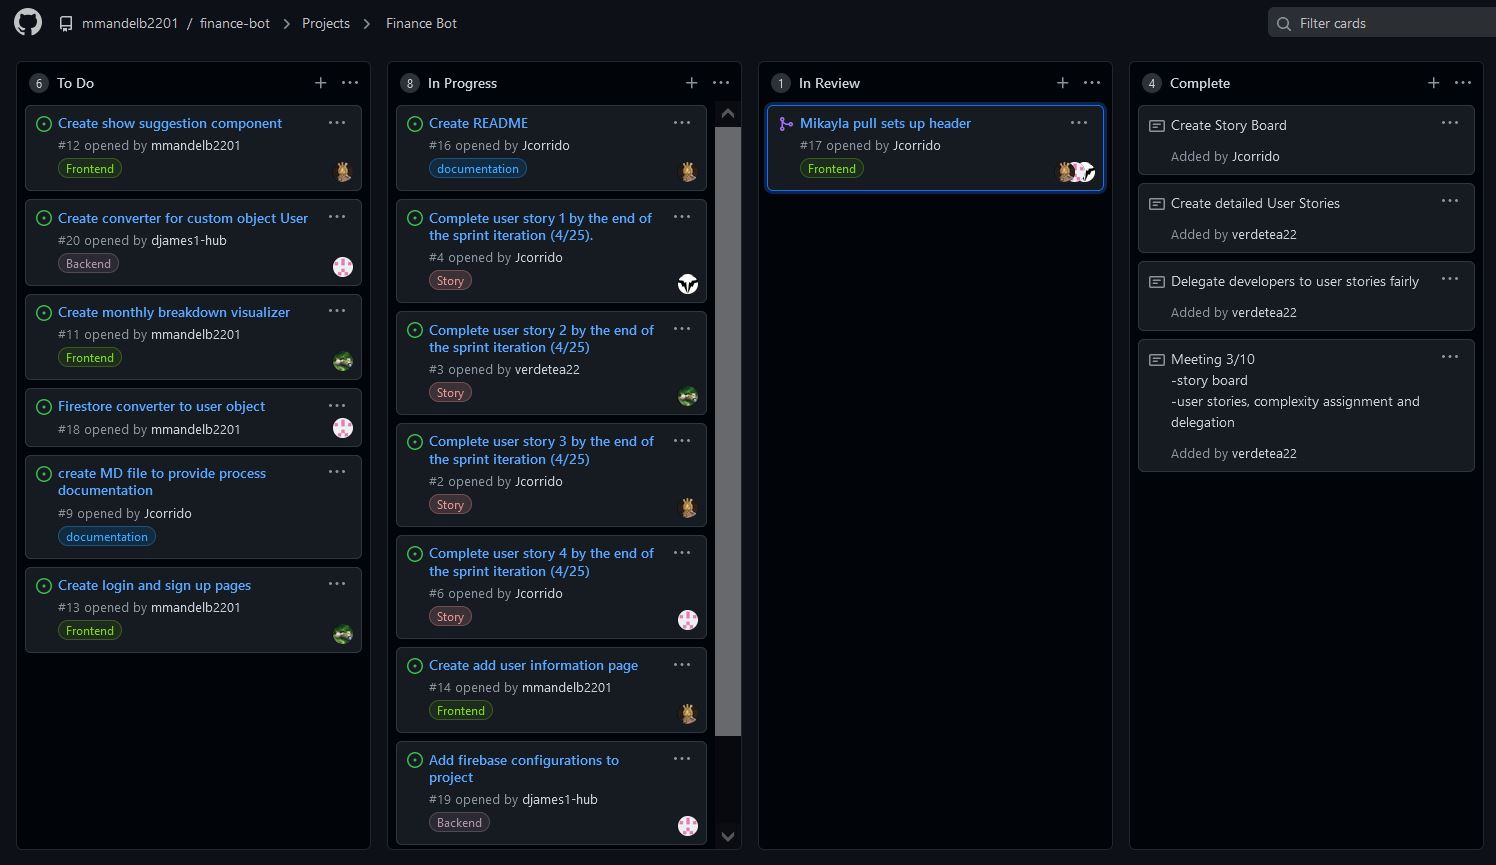 mmandelb2201 / finance-bot > Projects > Finance Bot
Filter cards
6 To Do
Create show suggestion component
#12 opened by mmandelb2201
Frontend
Create converter for custom object User
#20 opened by djames1-hub
Backend
Create monthly breakdown visualizer
#11 opened by mmandelb2201
Frontend
Firestore converter to user object
#18 opened by mmandelb2201
create MD file to provide process
documentation
#9 opened by Jcorrido
documentation
Create login and sign up pages
#13 opened by mmandelb2201
Frontend
8 In Progress
Create README
#16 opened by Jcorrido
documentation
Complete user story 1 by the end of
the sprint iteration (4/25).
#4 opened by Jcorrido
Story
Complete user story 2 by the end of
the sprint iteration (4/25)
#3 opened by verdetea22
Story
Complete user story 3 by the end of
the sprint iteration (4/25)
#2 opened by Jcorrido
Story
Complete user story 4 by the end of
the sprint iteration (4/25)
#6 opened by Jcorrido
Story
Create add user information page
#14 opened by mmandelb2201
Frontend
Add firebase configurations to
project
#19 opened by djames1-hub
Backend
1 In Review
Mikayla pull sets up header
#17 opened by Jcorrido
Frontend
4 Complete
Create Story Board
Added by Jcorrido
Create detailed User Stories
Added by verdetea22
Delegate developers to user stories fairly
Added by verdetea22
Meeting 3/10
-story board
-user stories, complexity assignment and
delegation
Added by verdetea22